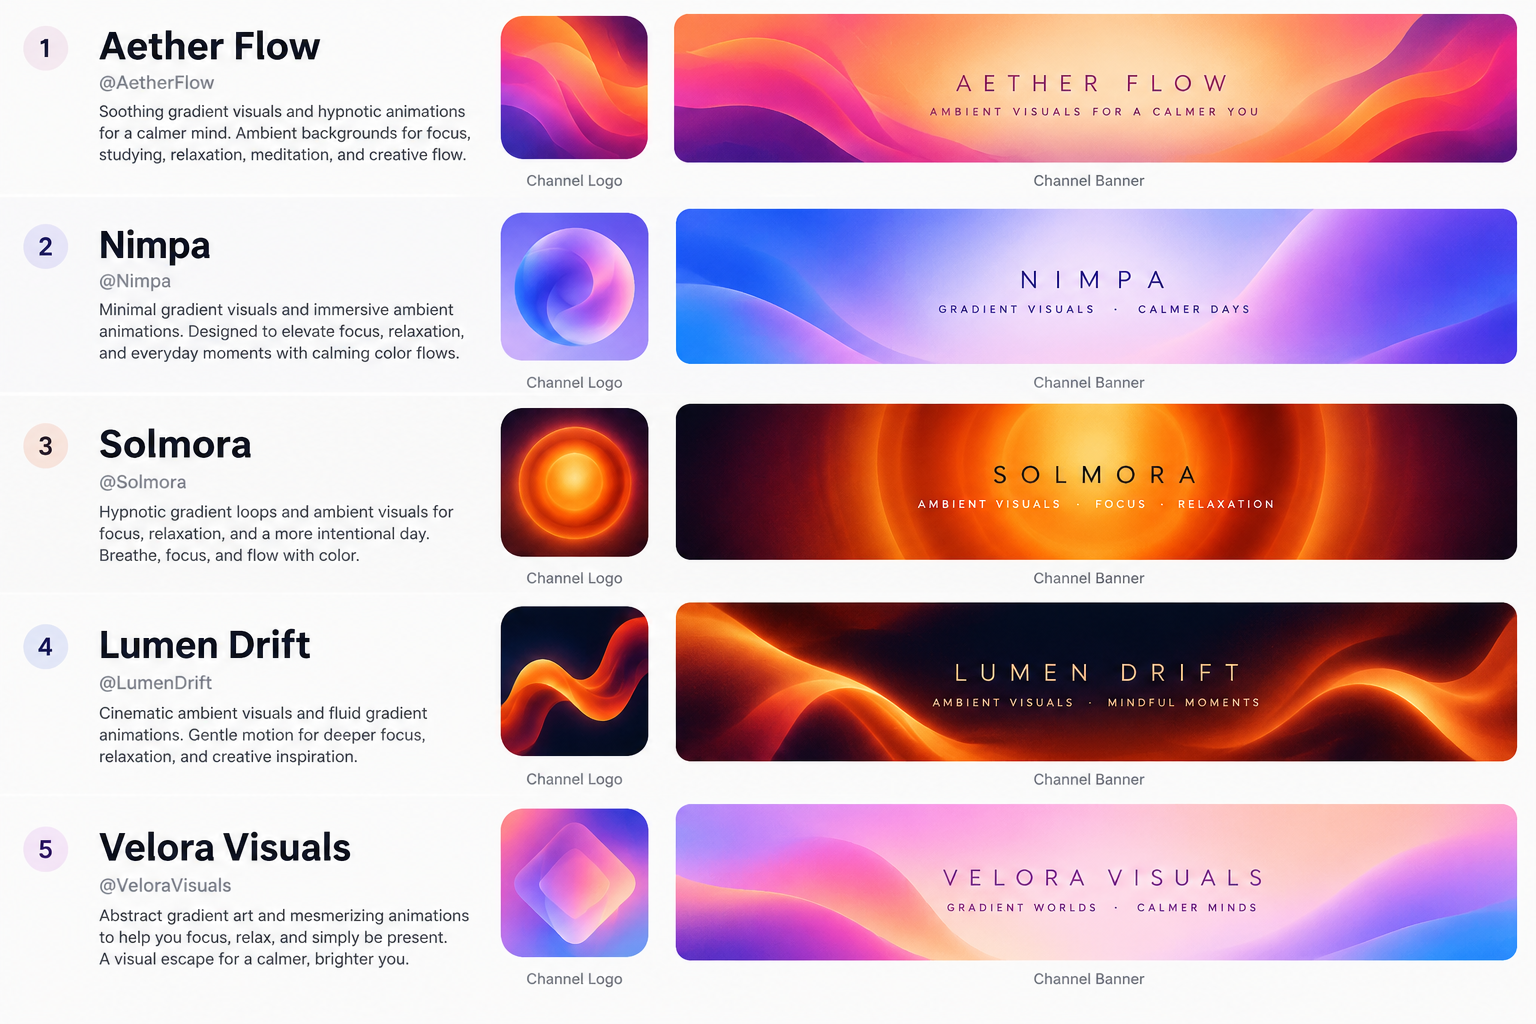 1
Aether Flow
@AetherFlow
Soothing gradient visuals and hypnotic animations
for a calmer mind. Ambient backgrounds for focus,
studying, relaxation, meditation, and creative flow.
Channel Logo
AETHER FLOW
AMBIENT VISUALS FOR A CALMER YOU
Channel Banner
2
Nimpa
@Nimpa
Minimal gradient visuals and immersive ambient
animations. Designed to elevate focus, relaxation,
and everyday moments with calming color flows.
Channel Logo
NIMPA
GRADIENT VISUALS · CALMER DAYS
Channel Banner
3
Solmora
@Solmora
Hypnotic gradient loops and ambient visuals for
focus, relaxation, and a more intentional day.
Breathe, focus, and flow with color.
Channel Logo
SOLMORA
AMBIENT VISUALS · FOCUS · RELAXATION
Channel Banner
4
Lumen Drift
@LumenDrift
Cinematic ambient visuals and fluid gradient
animations. Gentle motion for deeper focus,
relaxation, and creative inspiration.
Channel Logo
LUMEN DRIFT
AMBIENT VISUALS · MINDFUL MOMENTS
Channel Banner
5
Velora Visuals
@VeloraVisuals
Abstract gradient art and mesmerizing animations
to help you focus, relax, and simply be present.
A visual escape for a calmer, brighter you.
Channel Logo
VELORA VISUALS
GRADIENT WORLDS · CALMER MINDS
Channel Banner